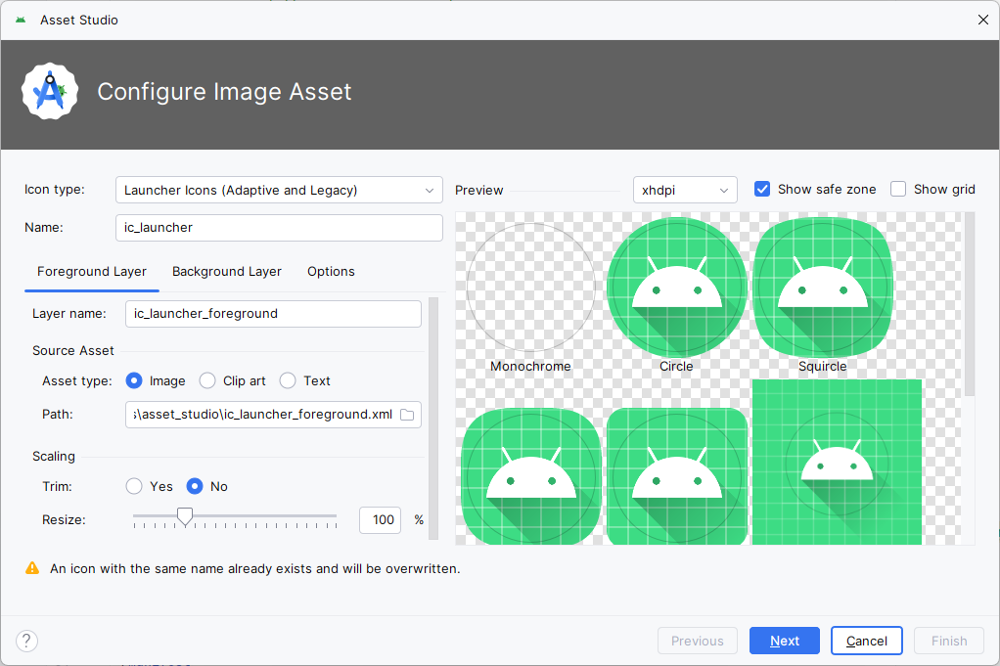 Asset Studio
Configure Image Asset
Icon type:
Launcher Icons (Adaptive and Legacy)
Name:
ic_launcher
Foreground Layer
Background Layer
Options
Layer name:
ic_launcher_foreground
Source Asset
Asset type:
Image
Clip art
Text
Path:
\asset_studio\ic_launcher_foreground.xml
Scaling
Trim:
Yes
No
Resize:
100
%
Preview
xhdpi
Show safe zone
Show grid
Monochrome
Circle
Squircle
An icon with the same name already exists and will be overwritten.
?
Previous
Next
Cancel
Finish